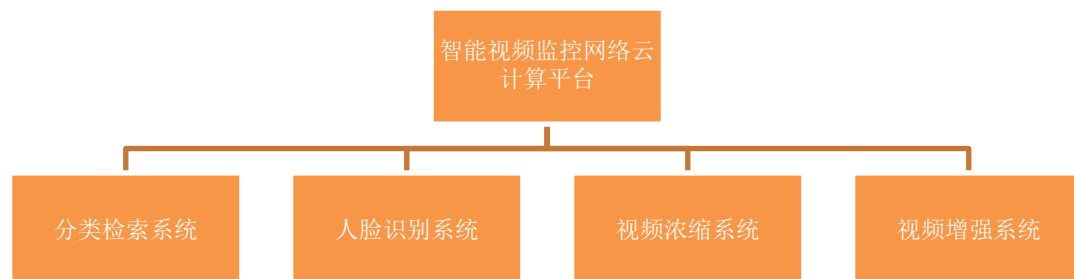 智能视频监控网络云
计算平台
分类检索系统
人脸识别系统
视频浓缩系统
视频增强系统